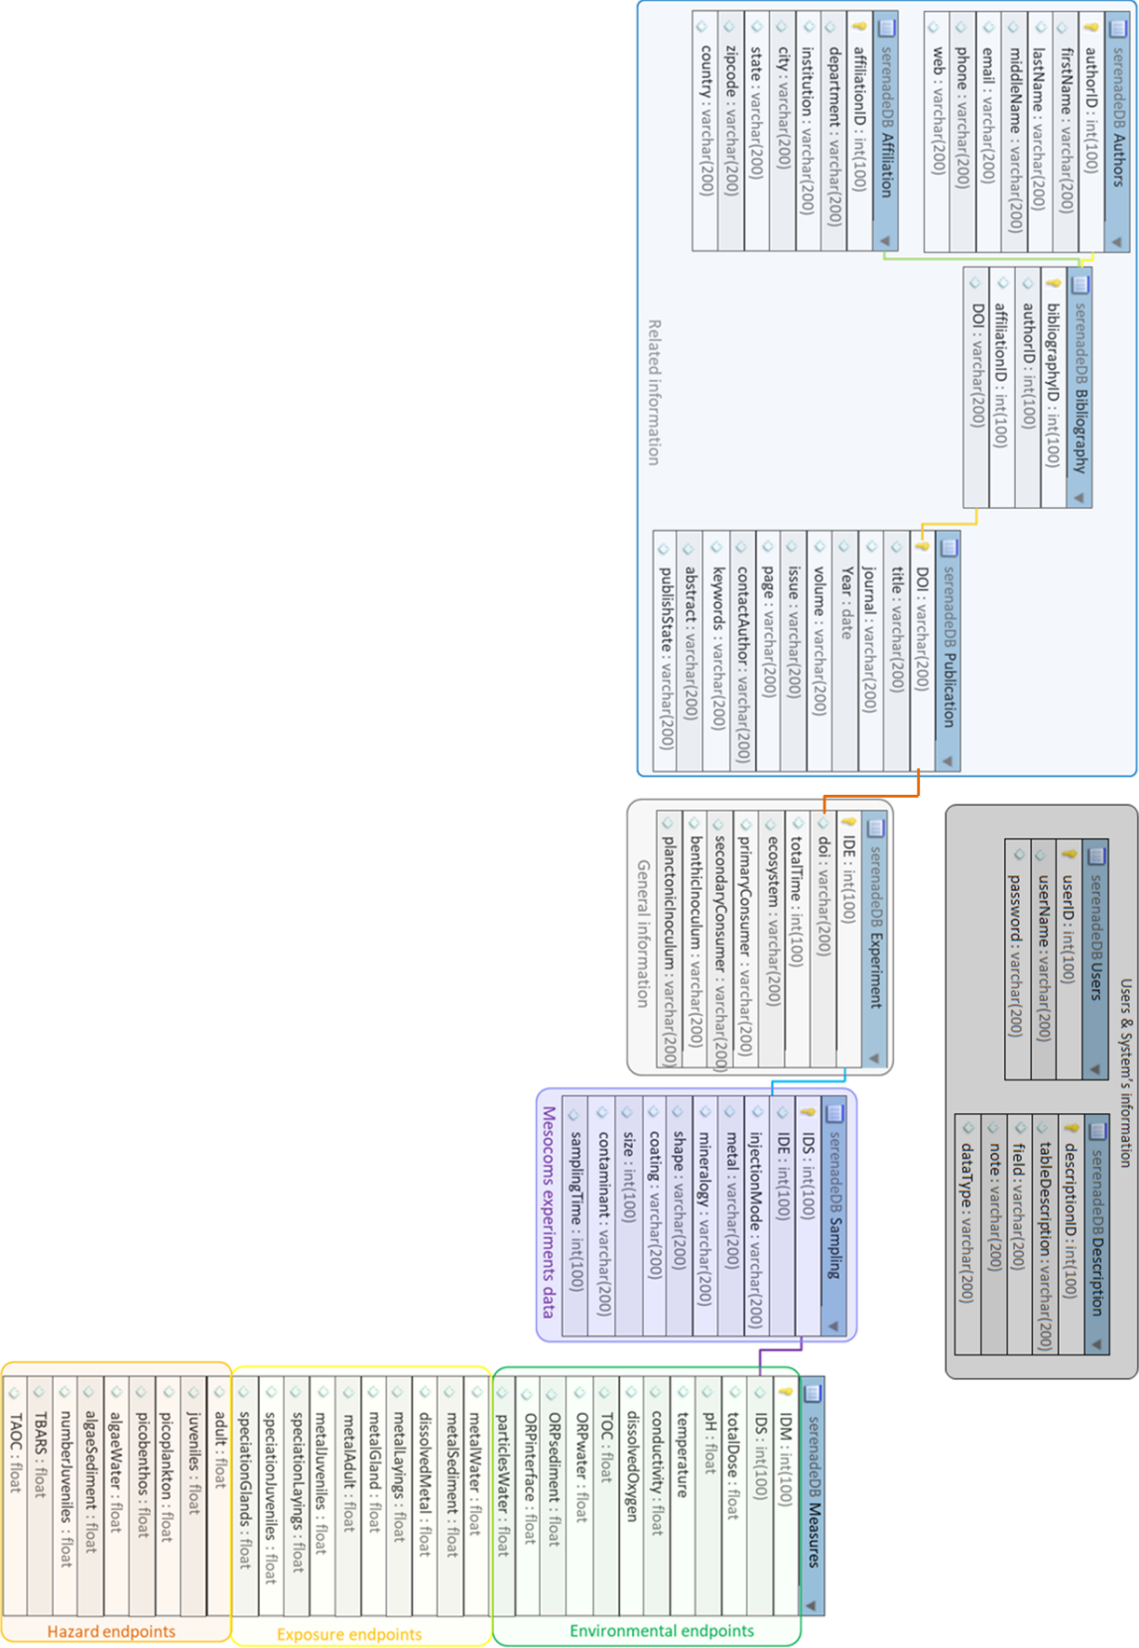 serenadeDB Authors
authorID : int(100)
firstName : varchar(200)
lastName : varchar(200)
middleName : varchar(200)
email : varchar(200)
phone : varchar(200)
web : varchar(200)
serenadeDB Affiliation
affiliationID : int(100)
department : varchar(200)
institution : varchar(200)
city : varchar(200)
state : varchar(200)
zipcode : varchar(200)
country : varchar(200)
serenadeDB Bibliography
bibliographyID : int(100)
authorID : int(100)
affiliationID : int(100)
DOI : varchar(200)
Related information
serenadeDB Publication
DOI : varchar(200)
title : varchar(200)
journal : varchar(200)
Year : date
volume : varchar(200)
issue : varchar(200)
page : varchar(200)
contactAuthor : varchar(200)
keywords : varchar(200)
abstract : varchar(200)
publishState : varchar(200)
Users & System's information
serenadeDB Users
userID : int(100)
userName : varchar(200)
password : varchar(200)
serenadeDB Description
descriptionID : int(100)
tableDescription : varchar(200)
field : varchar(200)
note : varchar(200)
dataType : varchar(200)
serenadeDB Experiment
IDE : int(100)
doi : varchar(200)
totalTime : int(100)
ecosystem : varchar(200)
primaryConsumer : varchar(200)
secondaryConsumer : varchar(200)
benthicInoculum : varchar(200)
planctonicInoculum : varchar(200)
General information
serenadeDB Sampling
IDS : int(100)
IDE : int(100)
injectionMode : varchar(200)
metal : varchar(200)
mineralogy : varchar(200)
shape : varchar(200)
coating : varchar(200)
size : int(100)
contaminant : varchar(200)
samplingTime : int(100)
Mesocoms experiments data
serenadeDB Measures
IDM : int(100)
IDS : int(100)
totalDose : float
pH : float
temperature
conductivity : float
dissolvedOxygen
TOC : float
ORPwater : float
ORPsediment : float
ORPinterface : float
particlesWater : float
metalWater : float
metalSediment : float
dissolvedMetal : float
metalLayings : float
metalGland : float
metalAdult : float
metalJuveniles : float
speciationLayings : float
speciationJuveniles : float
speciationGlands : float
adult : float
juveniles : float
picoplankton : float
picobenthos : float
algaeWater : float
algaeSediment : float
numberJuveniles : float
TBARS : float
TAOC : float
Hazard endpoints
Exposure endpoints
Environmental endpoints